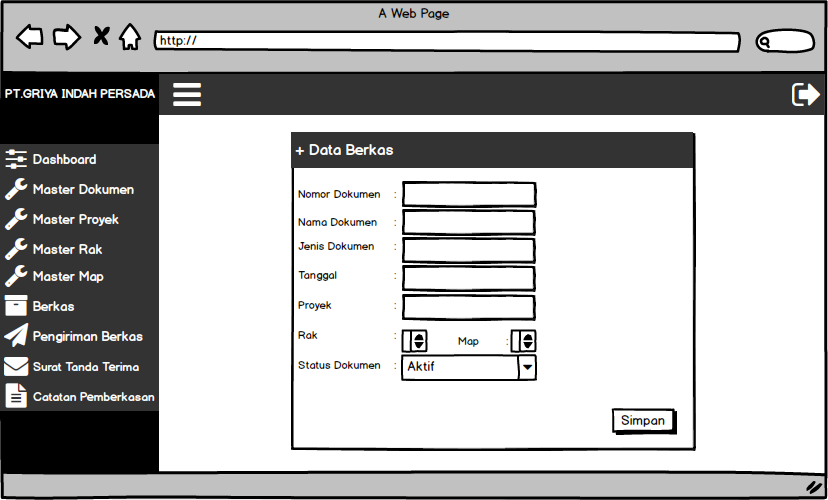 A Web Page
http://
PT.GRIYA INDAH PERSADA
Dashboard
Master Dokumen
Master Proyek
Master Rak
Master Map
Berkas
Pengiriman Berkas
Surat Tanda Terima
Catatan Pemberkasan
+ Data Berkas
Nomor Dokumen :
Nama Dokumen :
Jenis Dokumen :
Tanggal :
Proyek :
Rak : Map :
Status Dokumen : Aktif
Simpan